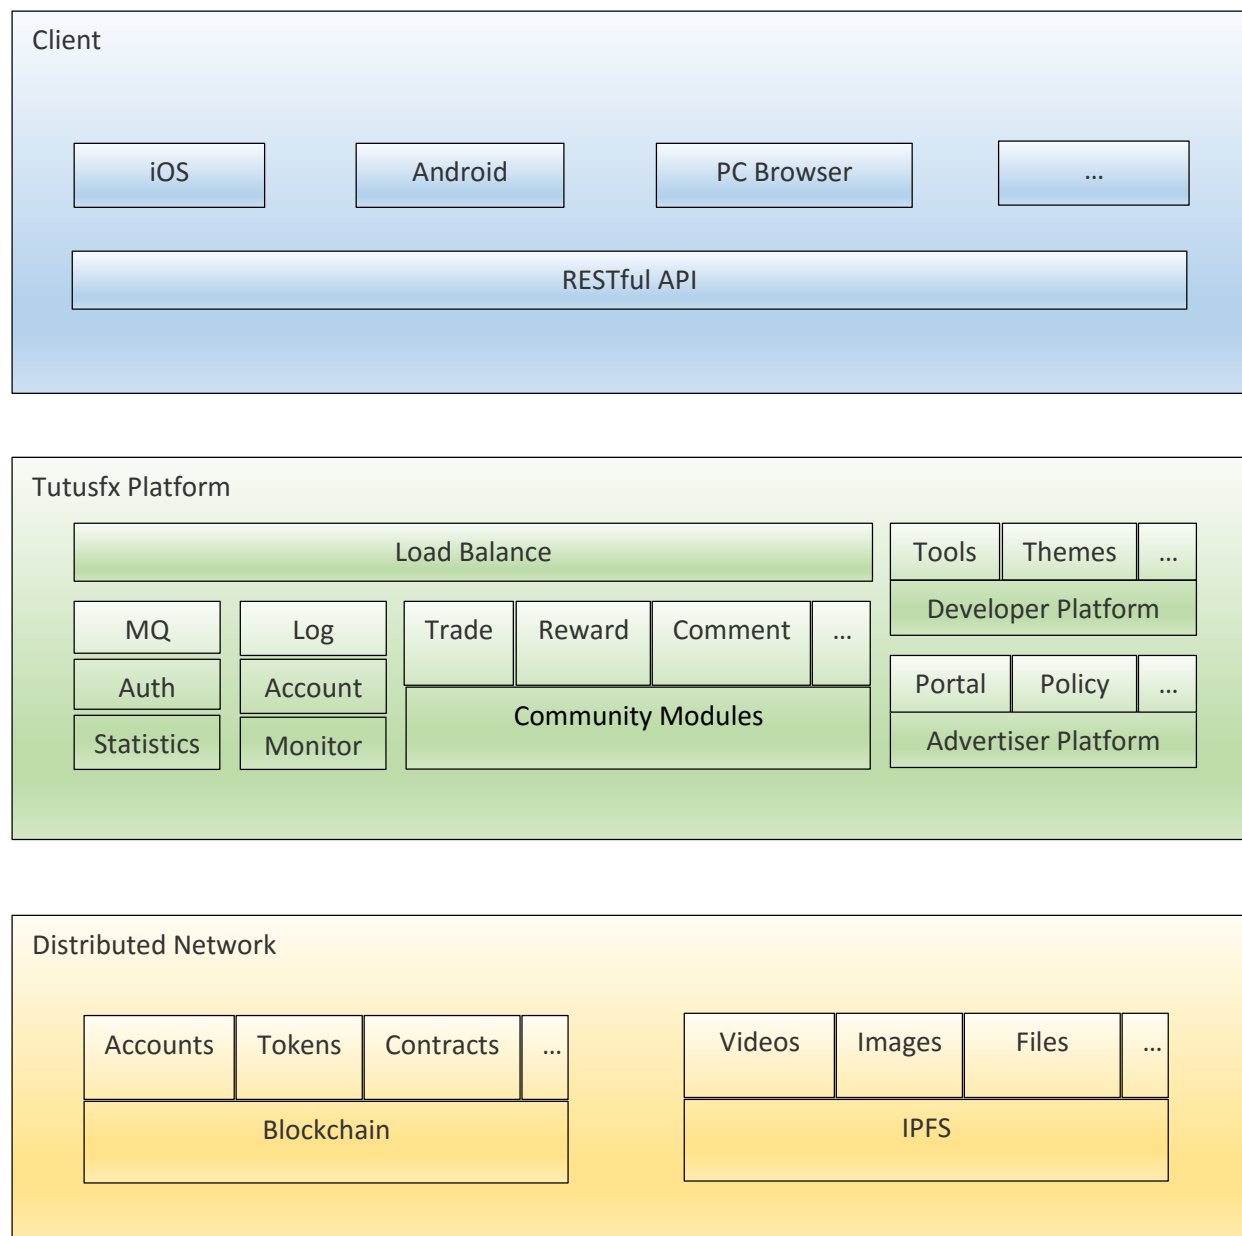 Client
iOS
Android
PC Browser
...
RESTful API
Tutusfx Platform
Load Balance
Tools
Themes
...
Developer Platform
MQ
Log
Trade
Reward
Comment
...
Auth
Account
Community Modules
Statistics
Monitor
Portal
Policy
...
Advertiser Platform
Distributed Network
Accounts
Tokens
Contracts
...
Blockchain
Videos
Images
Files
...
IPFS